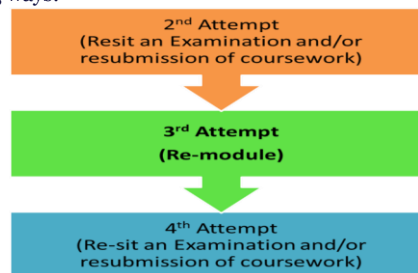 ways.
2nd Attempt
(Resit an Examination and/or
resubmission of coursework)
3rd Attempt
(Re-module)
4th Attempt
(Re-sit an Examination and/or
resubmission of coursework)